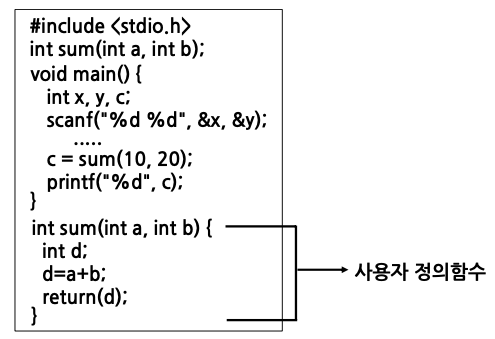 #include <stdio.h>
int sum(int a, int b);
void main() {
int x, y, c;
scanf("%d %d", &x, &y);
.....
c = sum(10, 20);
printf("%d", c);
}
int sum(int a, int b) {
int d;
d=a+b;
return(d);
}
사용자 정의함수